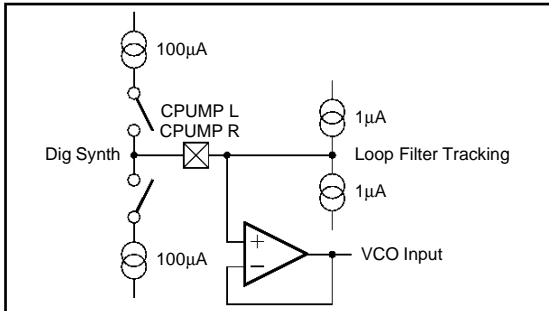 100μA
CPUMP L
CPUMP R
1μA
Dig Synth
Loop Filter Tracking
1μA
+
−
100μA
VCO Input